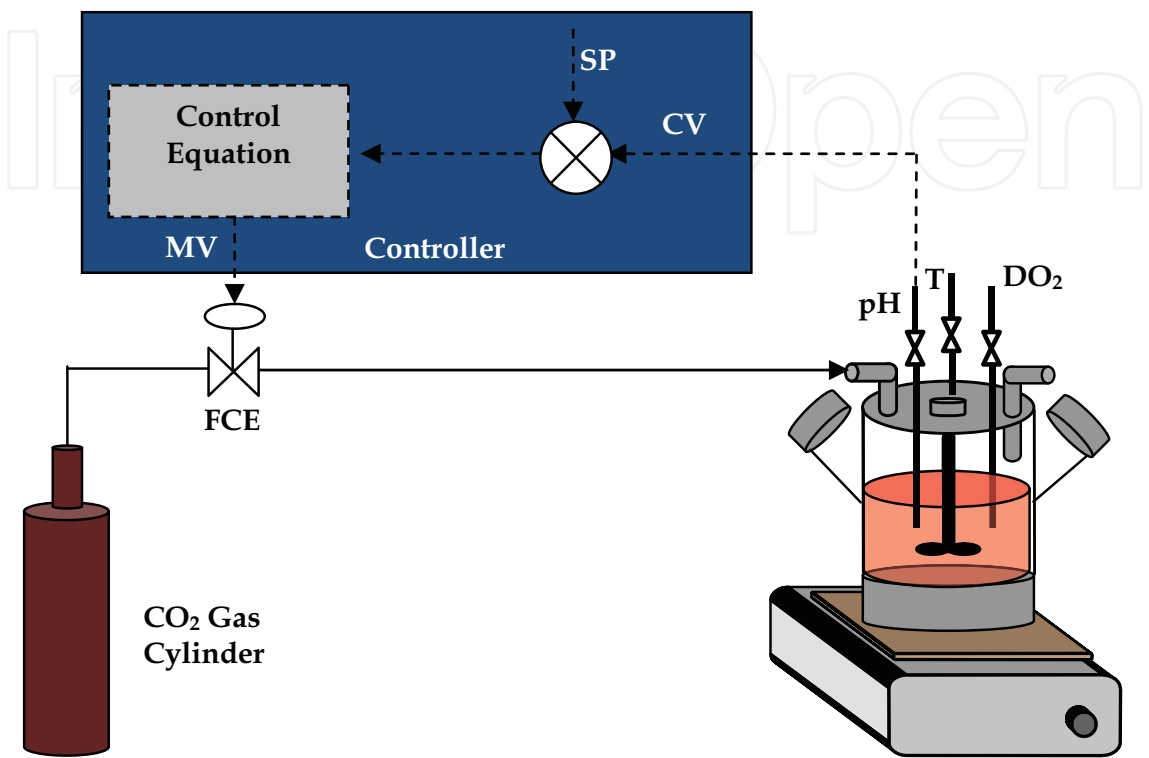 SP
CV
Control
Equation
MV
Controller
T
DO₂
pH
FCE
CO₂ Gas
Cylinder